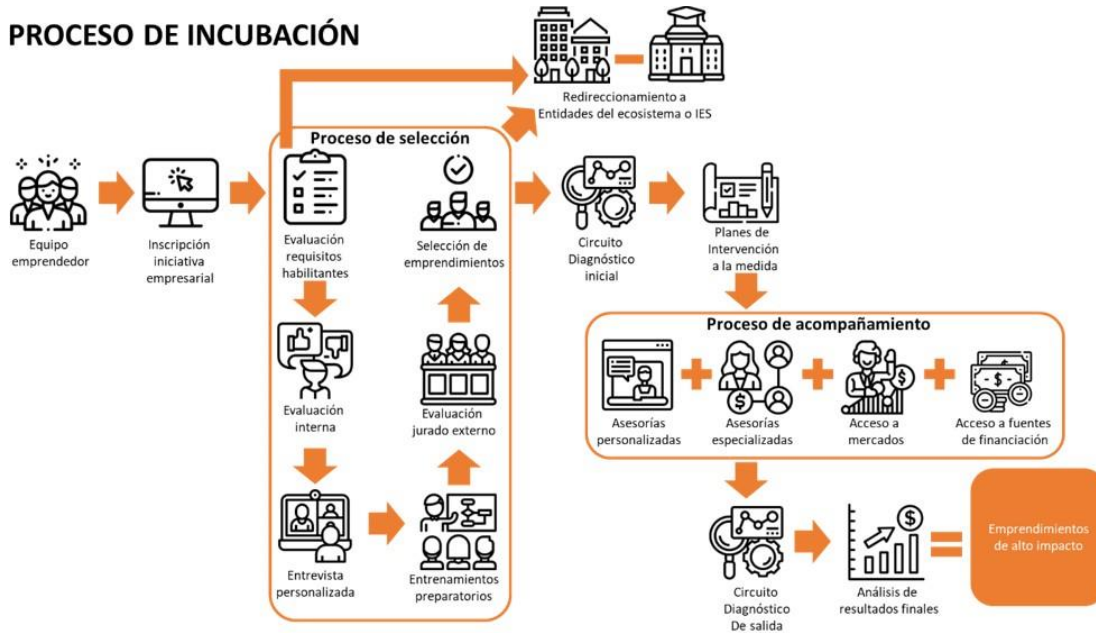 PROCESO DE INCUBACIÓN
Redireccionamiento a
Entidades del ecosistema o IES
Equipo
emprendedor
Inscripción
iniciativa
empresarial
Proceso de selección
Evaluación
requisitos
habilitantes
Evaluación
interna
Entrevista
personalizada
Entrenamientos
preparatorios
Evaluación
jurado externo
Selección de
emprendimientos
Circuito
Diagnóstico
inicial
Planes de
Intervención
a la medida
Proceso de acompañamiento
Asesorías
personalizadas
Asesorías
especializadas
Acceso a
mercados
Acceso a fuentes
de financiación
Circuito
Diagnóstico
De salida
Análisis de
resultados finales
Emprendimientos
de alto impacto